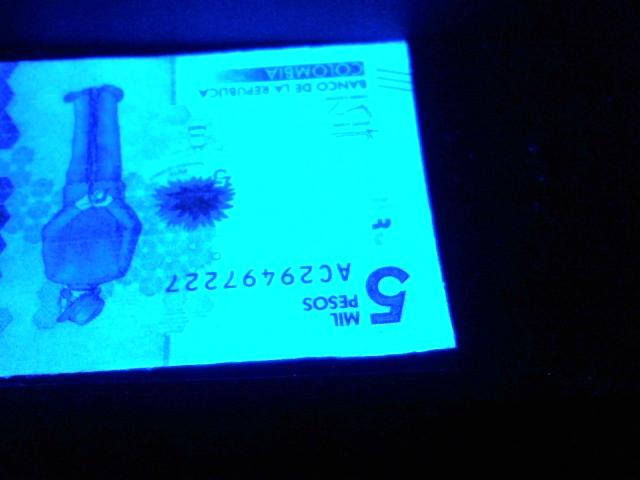 5 MIL
PESOS
AC29497227
BANCO DE LA REPÚBLICA
COLOMBIA